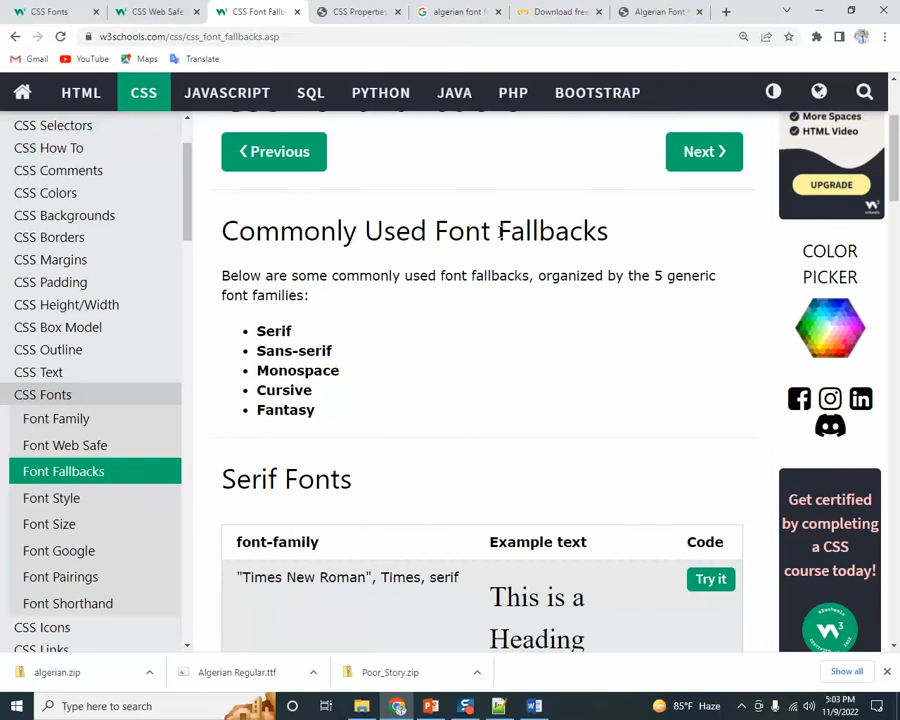 CSS Fonts
CSS Web Safe
CSS Font Fallbac
CSS Properties
algerian font f
Download free
Algerian Font
w3schools.com/css/css_font_fallbacks.asp
Gmail
YouTube
Maps
Translate
HTML
CSS
JAVASCRIPT
SQL
PYTHON
JAVA
PHP
BOOTSTRAP
CSS Selectors
CSS How To
CSS Comments
CSS Colors
CSS Backgrounds
CSS Borders
CSS Margins
CSS Padding
CSS Height/Width
CSS Box Model
CSS Outline
CSS Text
CSS Fonts
Font Family
Font Web Safe
Font Fallbacks
Font Style
Font Size
Font Google
Font Pairings
Font Shorthand
CSS Icons
CSS Links
❮ Previous
Next ❯
Commonly Used Font Fallbacks
Below are some commonly used font fallbacks, organized by the 5 generic
font families:
• Serif
• Sans-serif
• Monospace
• Cursive
• Fantasy
Serif Fonts
font-family
Example text
Code
"Times New Roman", Times, serif
This is a
Heading
Try it
More Spaces
HTML Video
UPGRADE
COLOR
PICKER
Get certified
by completing
a CSS
course today!
algerian.zip
Algerian Regular.ttf
Poor_Story.zip
Show all
Type here to search
85°F Haze
5:03 PM
11/9/2022